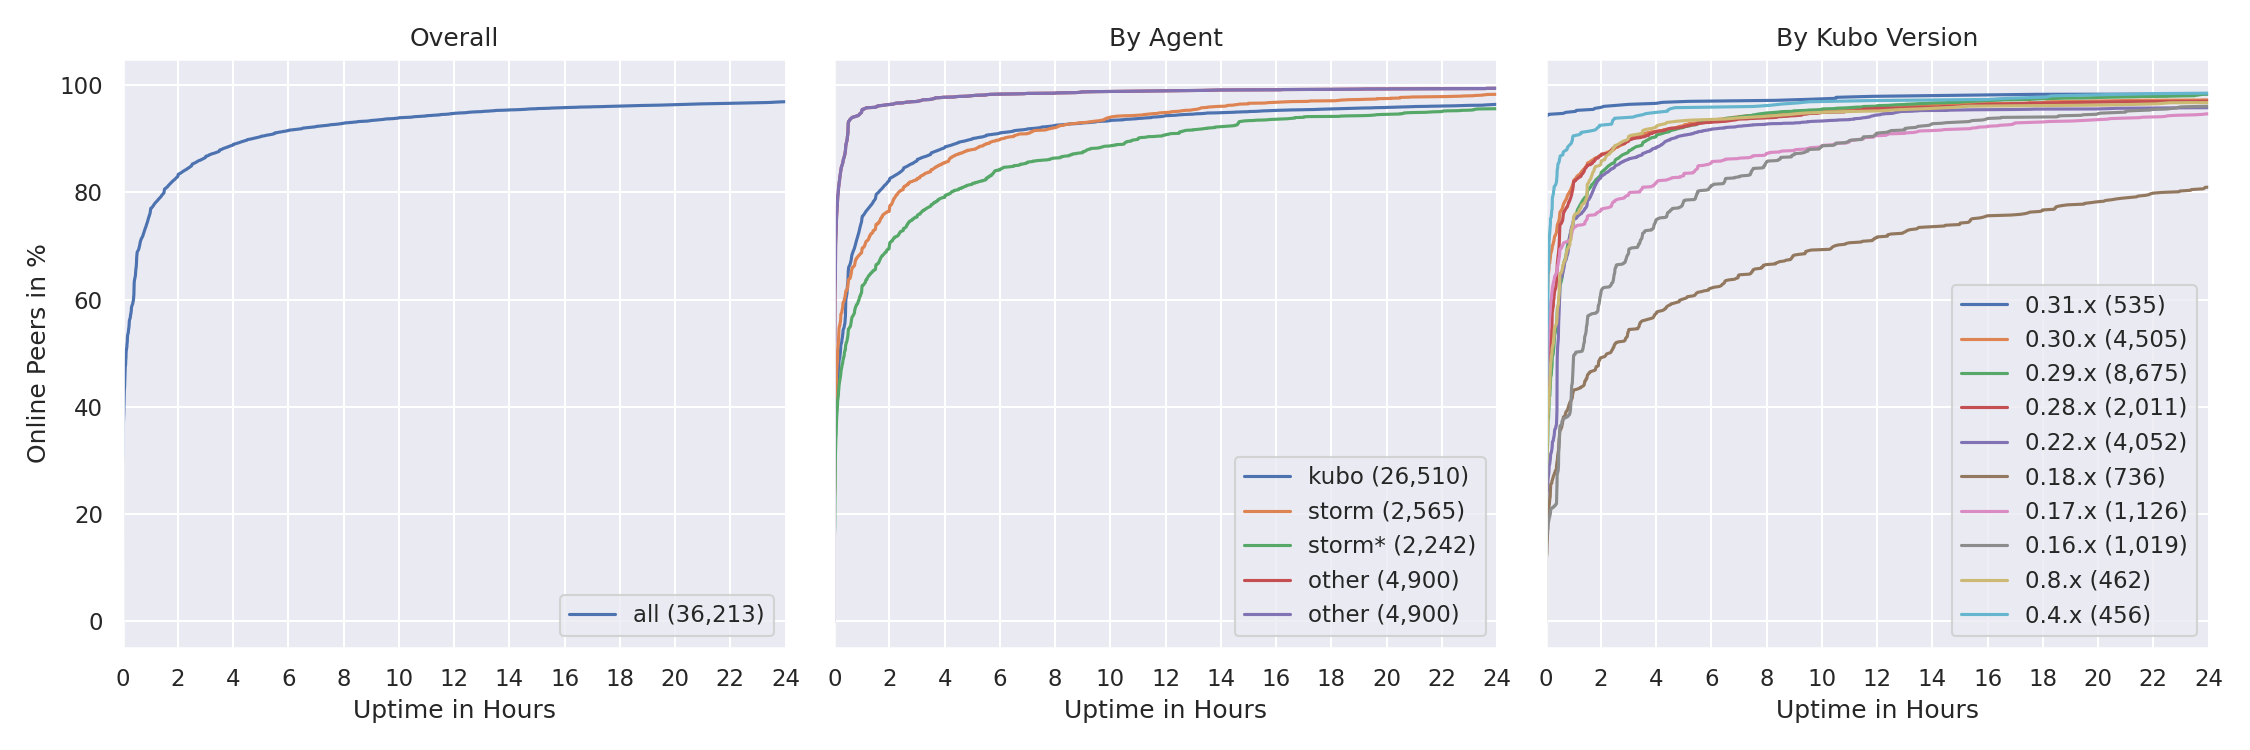 Overall
By Agent
By Kubo Version
Online Peers in %
100
80
60
40
20
0
all (36,213)
kubo (26,510)
storm (2,565)
storm* (2,242)
other (4,900)
other (4,900)
0.31.x (535)
0.30.x (4,505)
0.29.x (8,675)
0.28.x (2,011)
0.22.x (4,052)
0.18.x (736)
0.17.x (1,126)
0.16.x (1,019)
0.8.x (462)
0.4.x (456)
0 2 4 6 8 10 12 14 16 18 20 22 24
0 2 4 6 8 10 12 14 16 18 20 22 24
0 2 4 6 8 10 12 14 16 18 20 22 24
Uptime in Hours
Uptime in Hours
Uptime in Hours